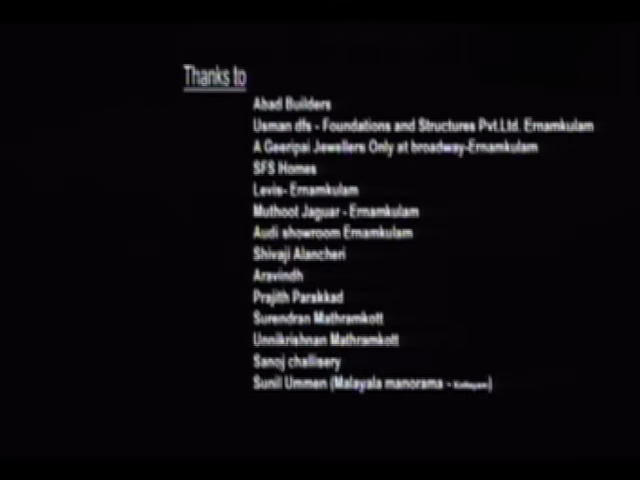 Thanks to
Abad Builders
Usman dfs - Foundations and Structures Pvt.Ltd. Ernamkulam
A Geeripai Jewellers Only at broadway-Ernamkulam
SFS Homes
Levis- Ernamkulam
Muthoot Jaguar - Ernamkulam
Audi showroom Ernamkulam
Shivaji Alancheri
Aravindh
Prajith Parakkad
Surendran Mathramkott
Unnikrishnan Mathramkott
Sanoj challisery
Sunil Ummen (Malayala manorama - Kottayam)